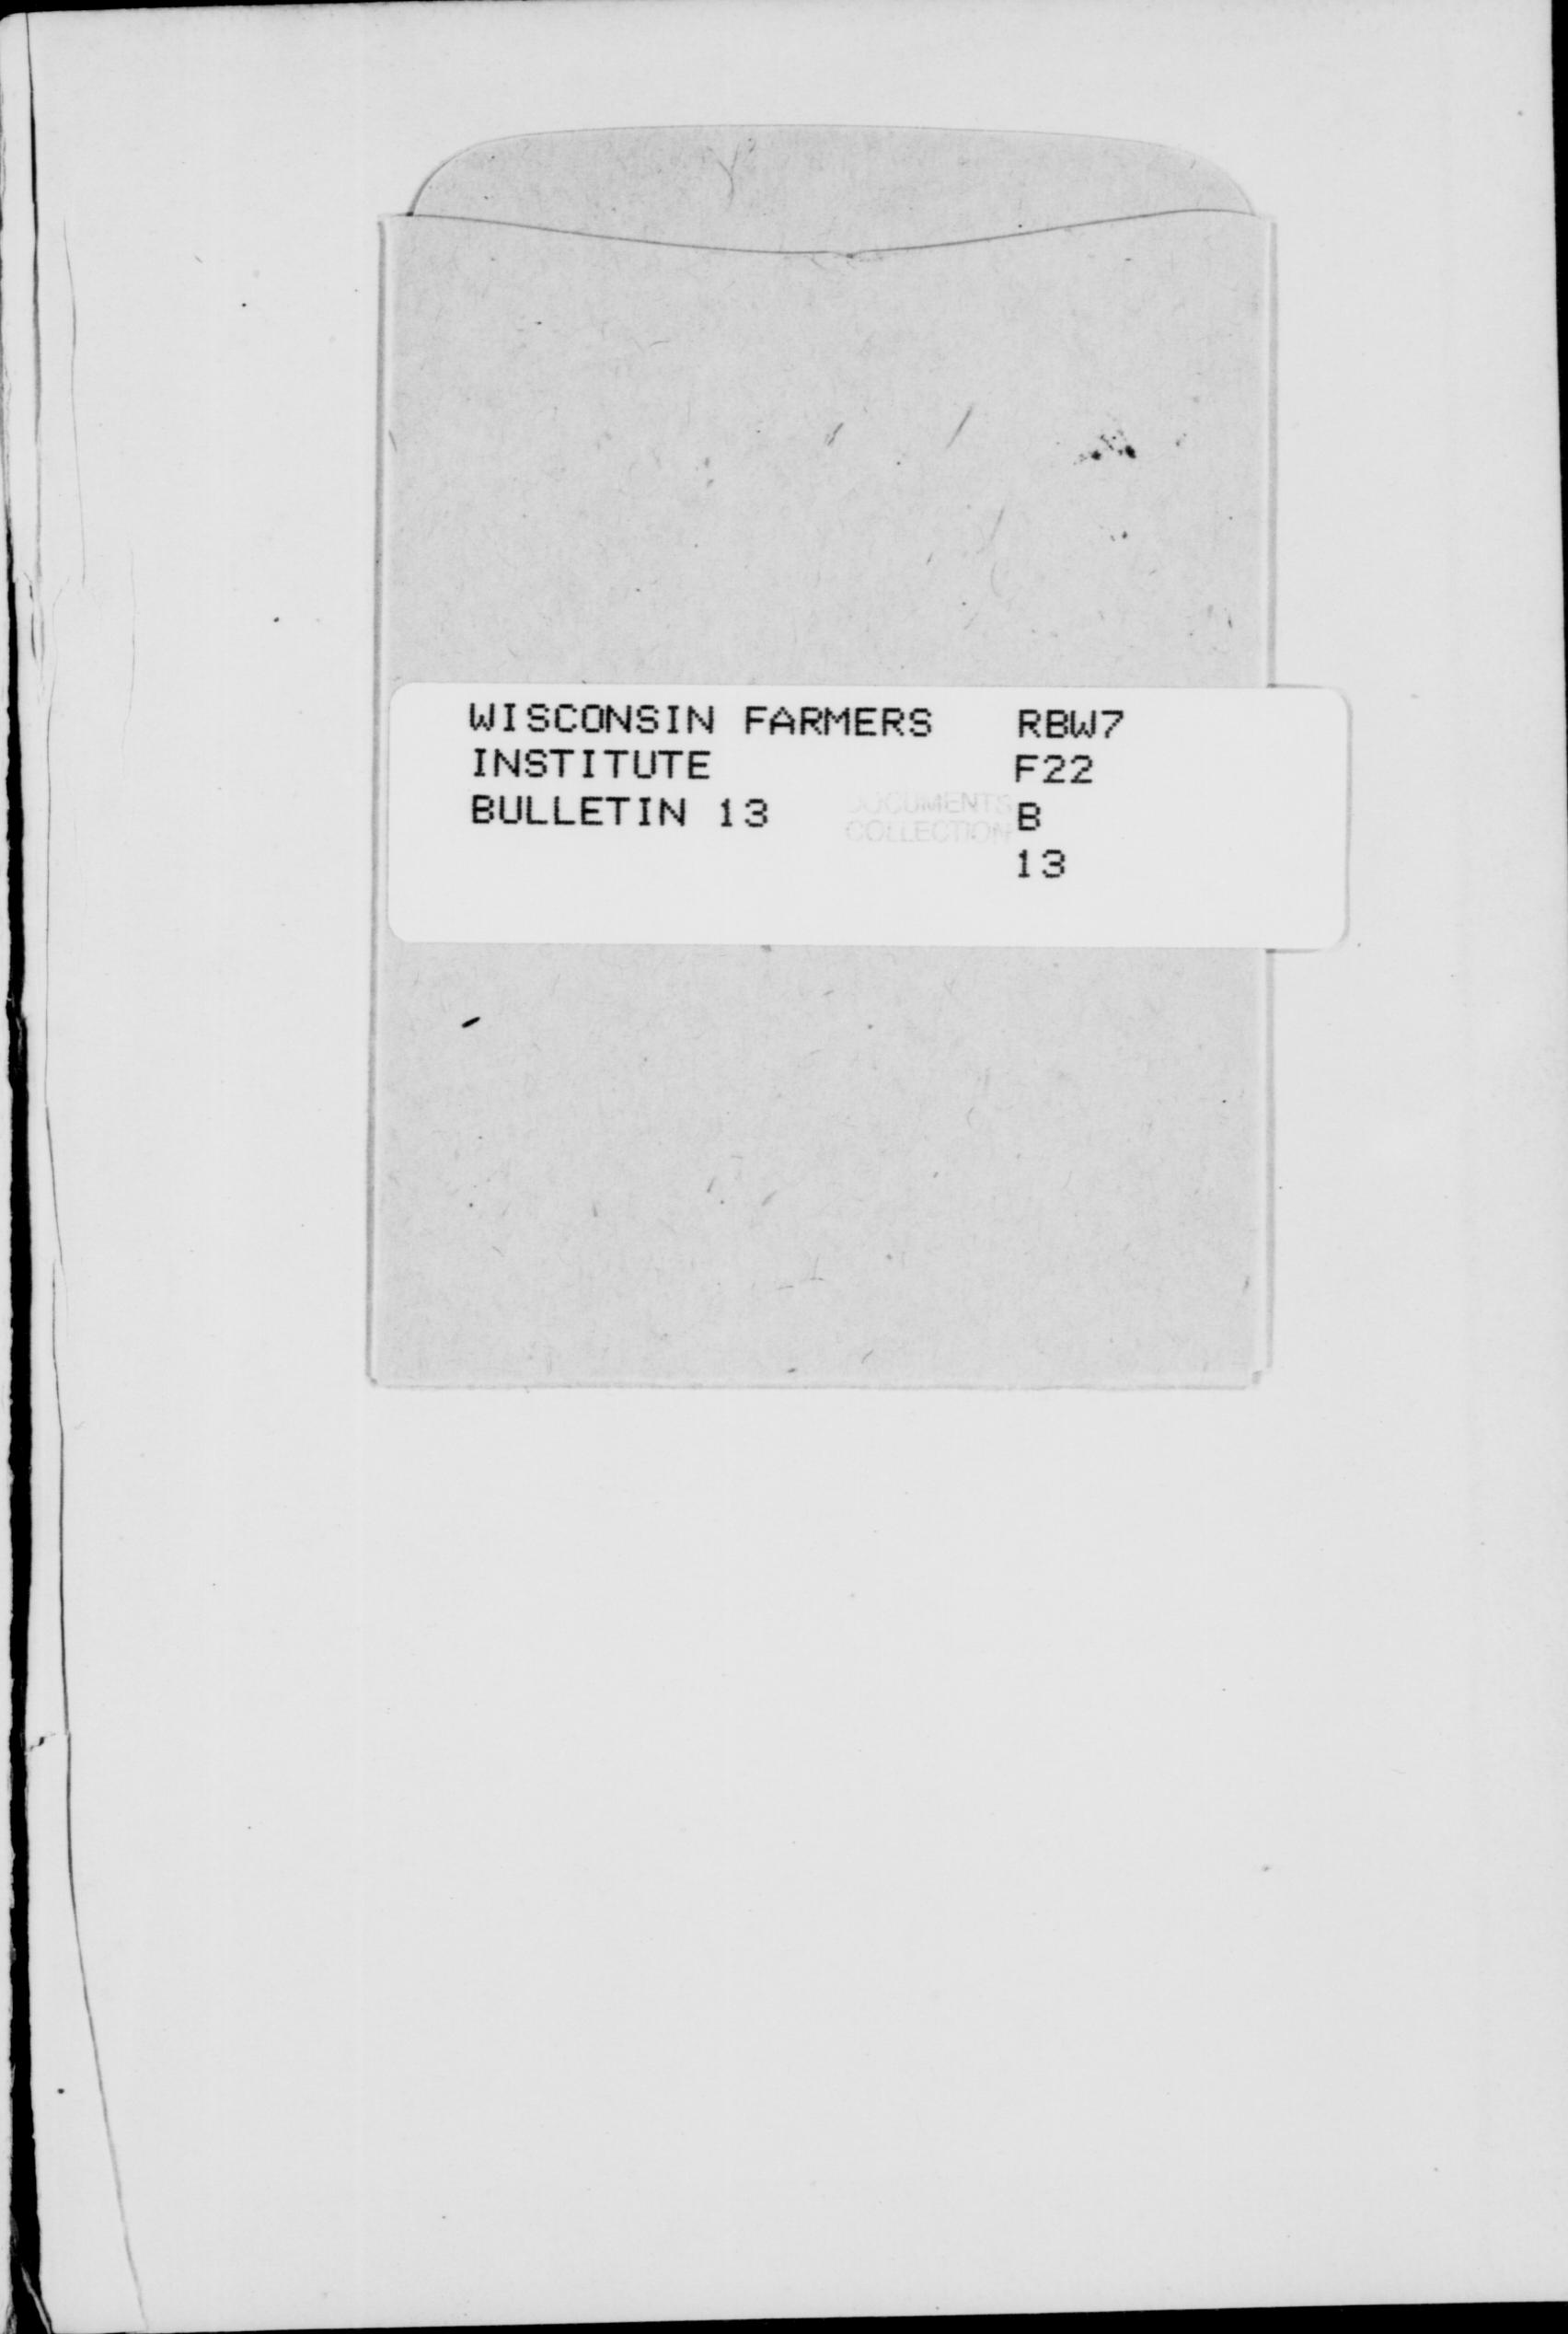 WISCONSIN FARMERS RBW7
INSTITUTE F22
BULLETIN 13 B
13
DOCUMENTS
COLLECTION